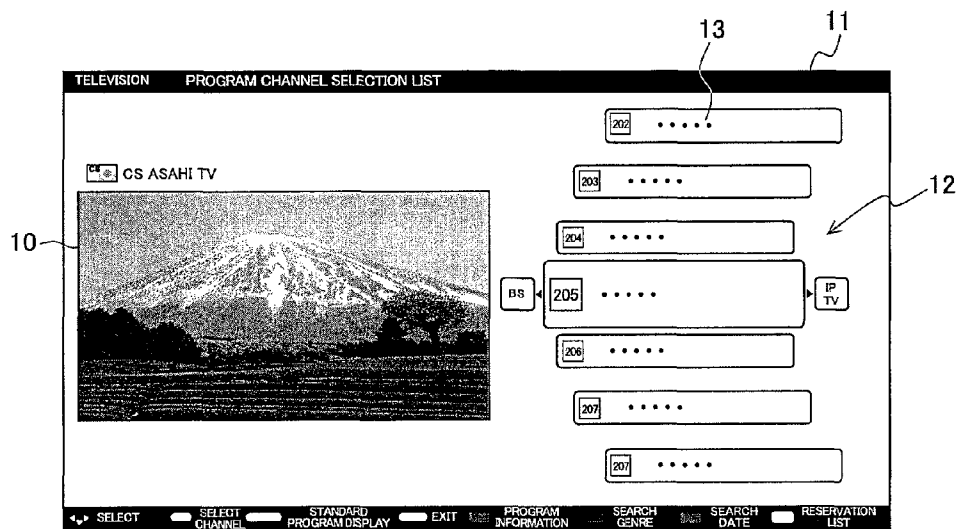 13
11
TELEVISION PROGRAM CHANNEL SELECTION LIST
202 •••••
CS CS ASAHI TV
203 •••••
12
204 •••••
10
BS 205 ••••• IP TV
206 •••••
207 •••••
207 •••••
SELECT SELECT CHANNEL STANDARD PROGRAM DISPLAY EXIT PROGRAM INFORMATION SEARCH GENRE SEARCH DATE RESERVATION LIST